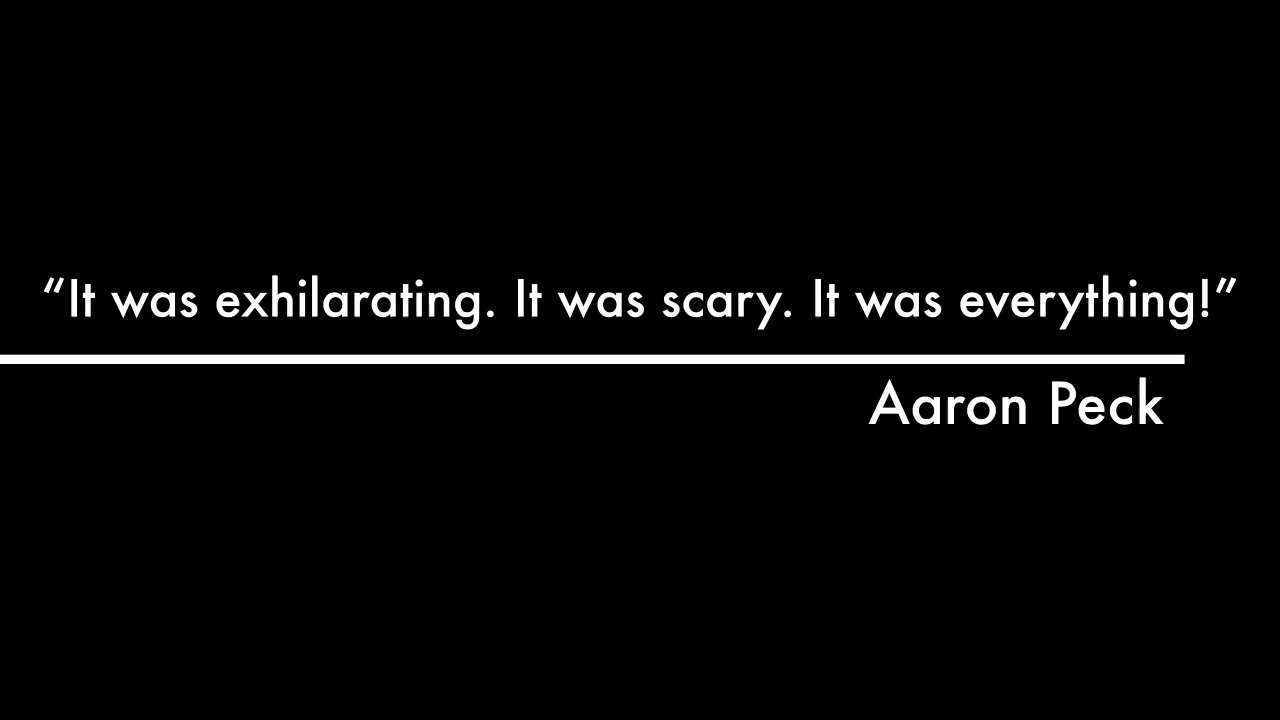 “It was exhilarating. It was scary. It was everything!”
Aaron Peck